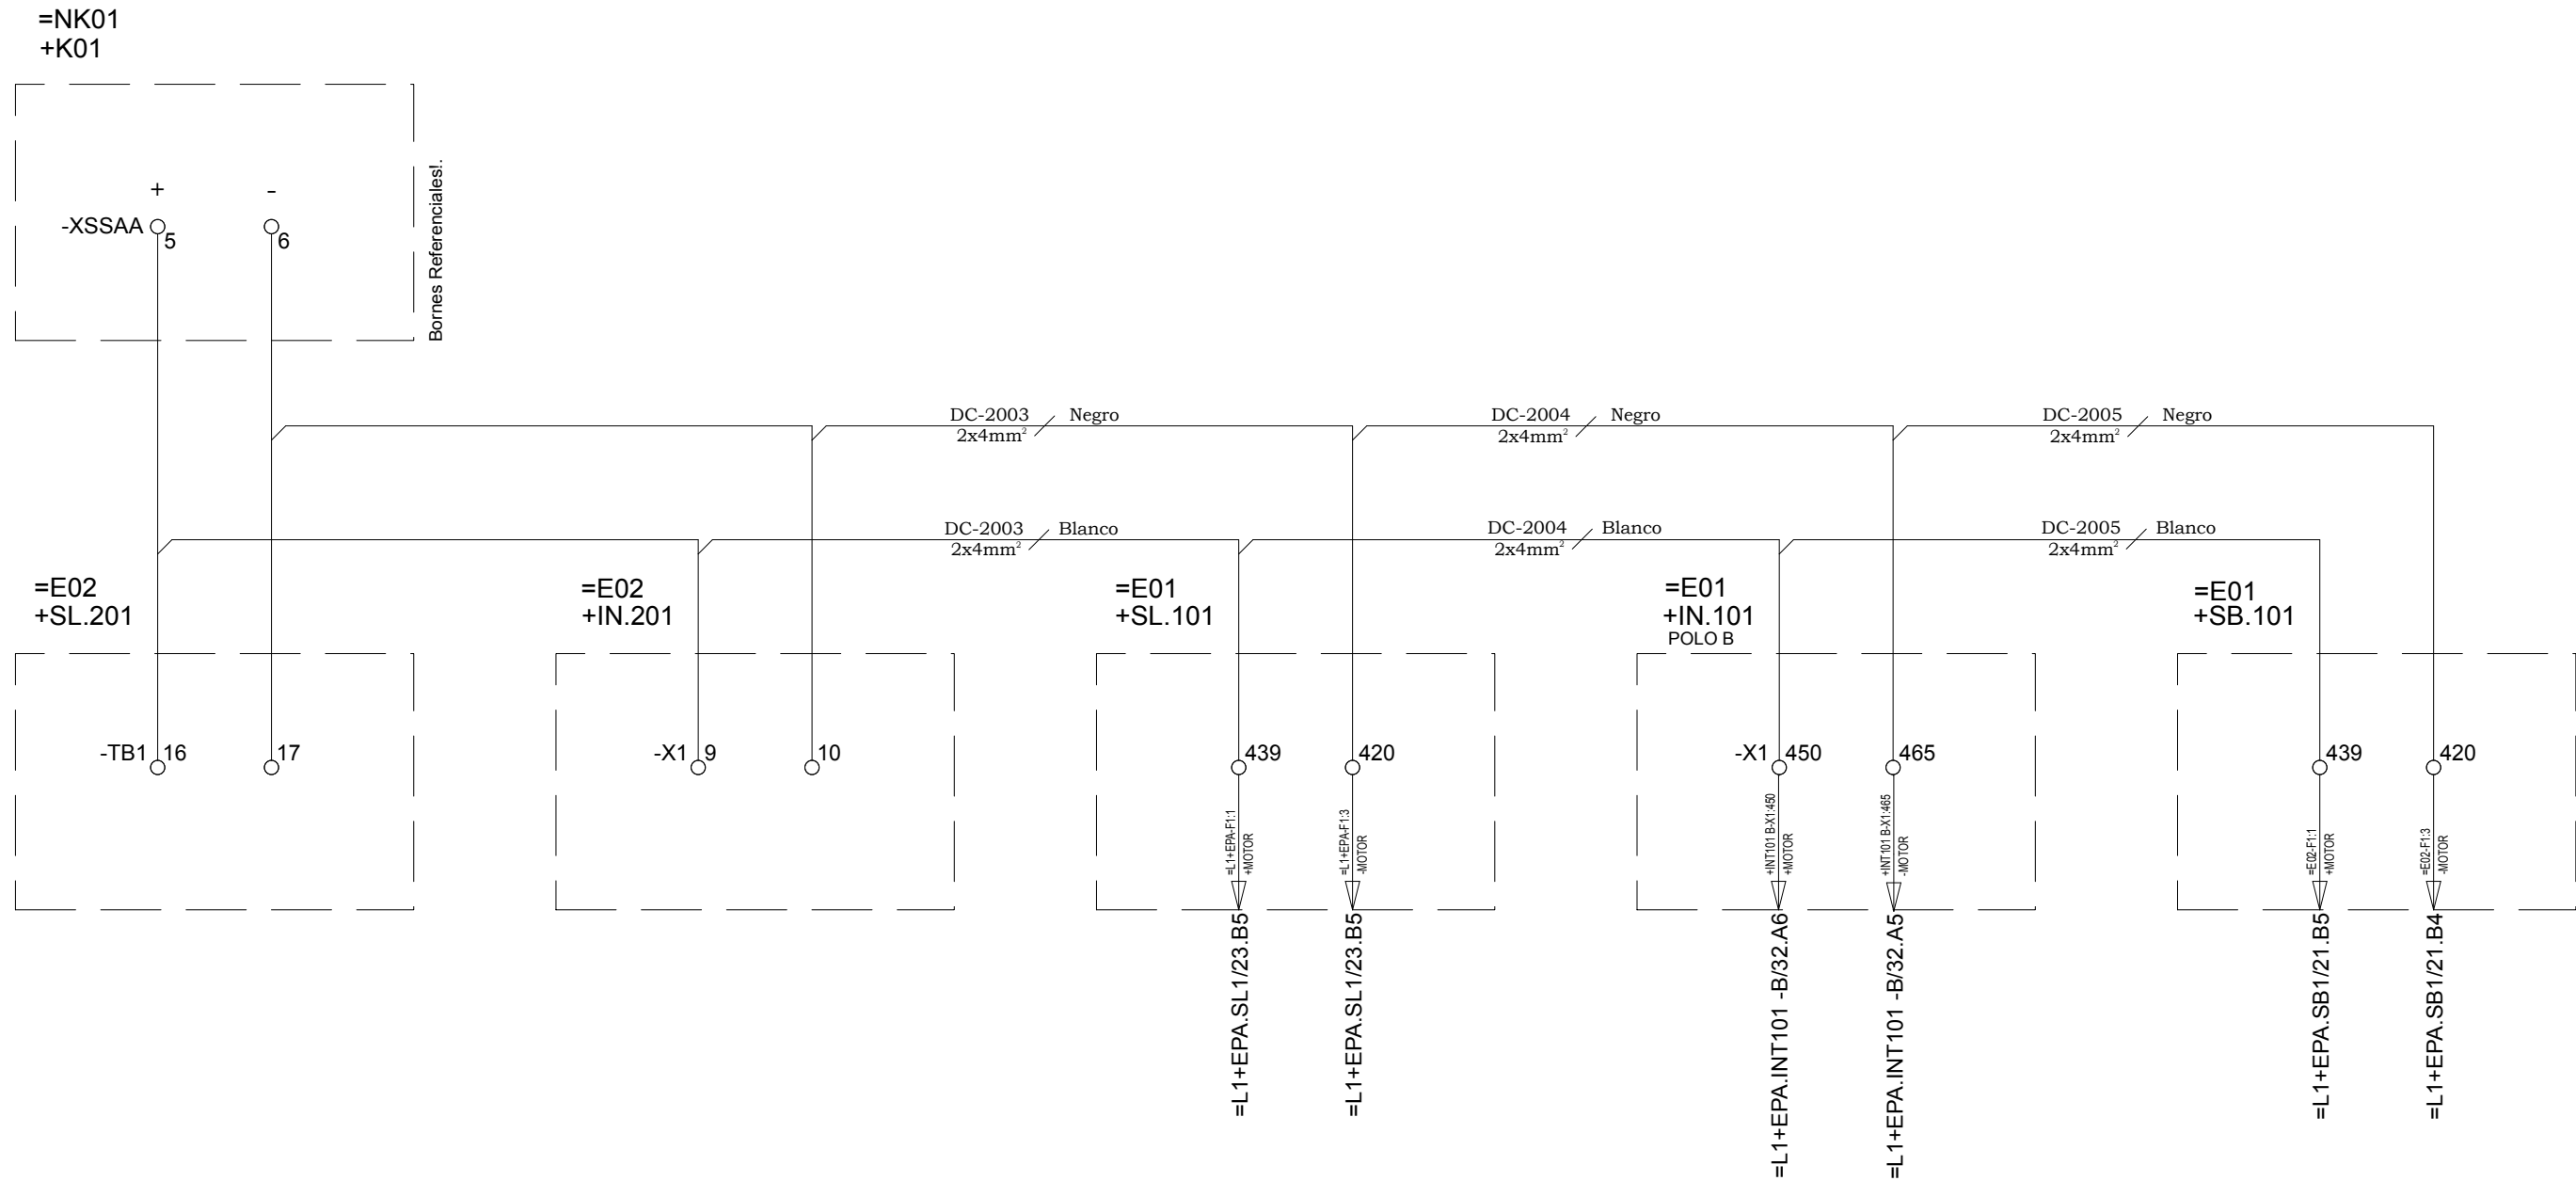 =NK01
+K01
+
-
-XSSAA
5
6
Bornes Referenciales!.
DC-2003
Negro
2x4mm²
DC-2004
Negro
2x4mm²
DC-2005
Negro
2x4mm²
DC-2003
Blanco
2x4mm²
DC-2004
Blanco
2x4mm²
DC-2005
Blanco
2x4mm²
=E02
+SL.201
=E02
+IN.201
=E01
+SL.101
=E01
+IN.101
POLO B
=E01
+SB.101
-TB1
16
17
-X1
9
10
439
420
-X1
450
465
439
420
=L1+EPA-F1:1
+MOTOR
=L1+EPA-F1:3
-MOTOR
+INT101 B-X1:450
+MOTOR
+INT101 B-X1:465
-MOTOR
=E02-F1:1
+MOTOR
=E02-F1:3
-MOTOR
=L1+EPA.SL1/23.B5
=L1+EPA.SL1/23.B5
=L1+EPA.INT101 -B/32.A6
=L1+EPA.INT101 -B/32.A5
=L1+EPA.SB1/21.B5
=L1+EPA.SB1/21.B4